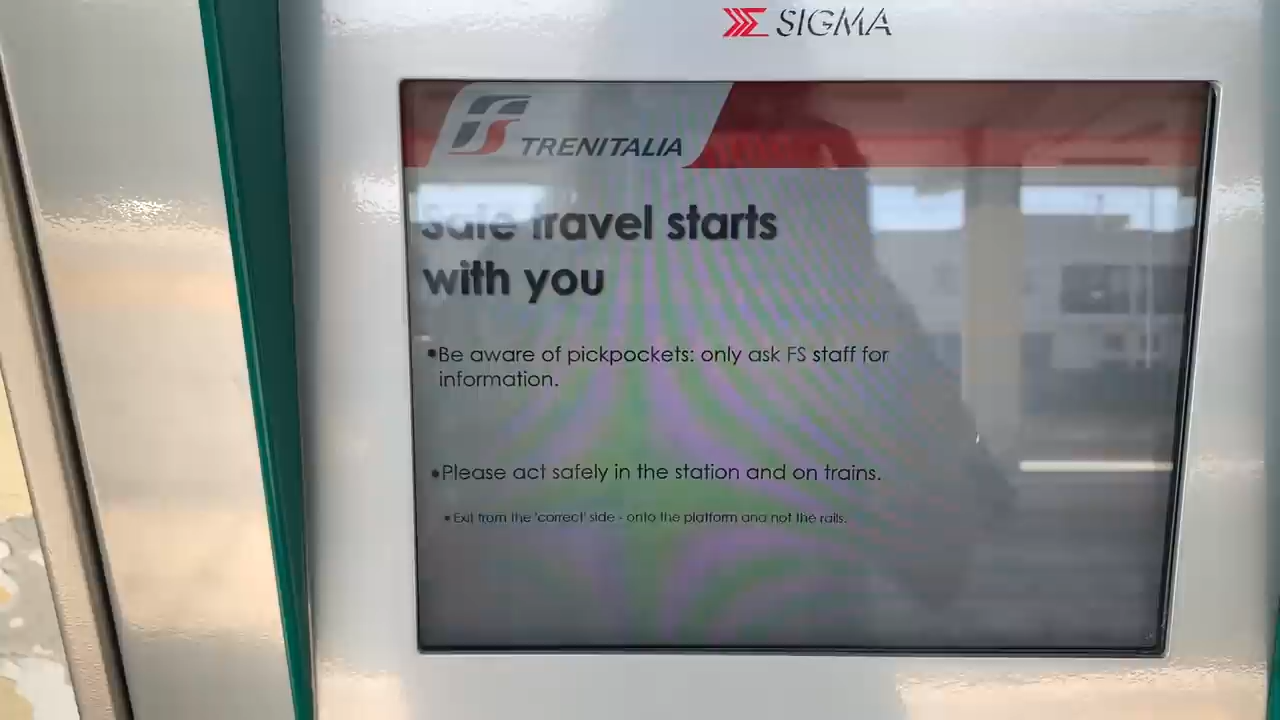 SIGMA
TRENITALIA
Safe travel starts
with you
•Be aware of pickpockets: only ask FS staff for
information.
•Please act safely in the station and on trains.
•Exit from the 'correct' side - onto the platform and not the rails.